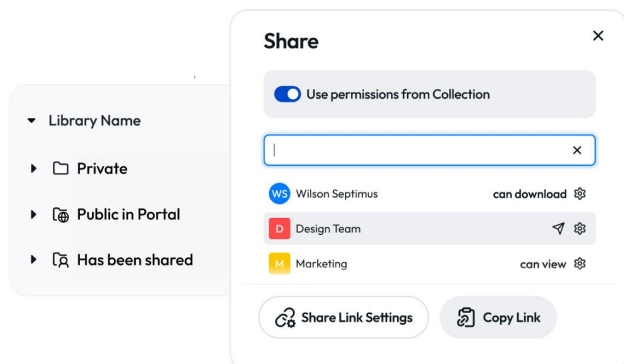 Library Name
Private
Public in Portal
Has been shared
Share
Use permissions from Collection
WS Wilson Septimus can download
D Design Team
M Marketing can view
Share Link Settings
Copy Link